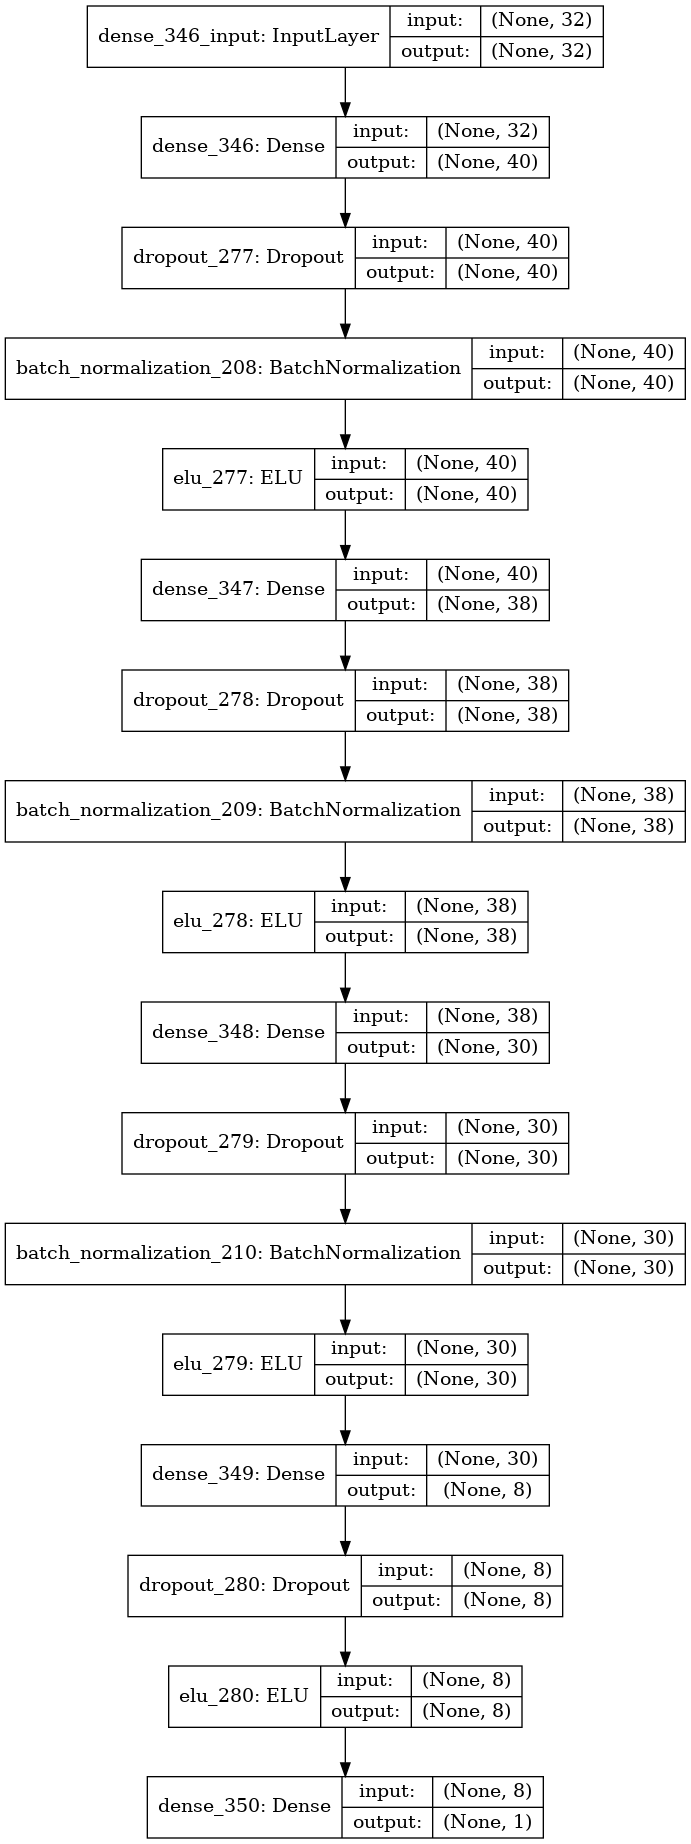 dense_346_input: InputLayer
input: (None, 32)
output: (None, 32)
dense_346: Dense
input: (None, 32)
output: (None, 40)
dropout_277: Dropout
input: (None, 40)
output: (None, 40)
batch_normalization_208: BatchNormalization
input: (None, 40)
output: (None, 40)
elu_277: ELU
input: (None, 40)
output: (None, 40)
dense_347: Dense
input: (None, 40)
output: (None, 38)
dropout_278: Dropout
input: (None, 38)
output: (None, 38)
batch_normalization_209: BatchNormalization
input: (None, 38)
output: (None, 38)
elu_278: ELU
input: (None, 38)
output: (None, 38)
dense_348: Dense
input: (None, 38)
output: (None, 30)
dropout_279: Dropout
input: (None, 30)
output: (None, 30)
batch_normalization_210: BatchNormalization
input: (None, 30)
output: (None, 30)
elu_279: ELU
input: (None, 30)
output: (None, 30)
dense_349: Dense
input: (None, 30)
output: (None, 8)
dropout_280: Dropout
input: (None, 8)
output: (None, 8)
elu_280: ELU
input: (None, 8)
output: (None, 8)
dense_350: Dense
input: (None, 8)
output: (None, 1)